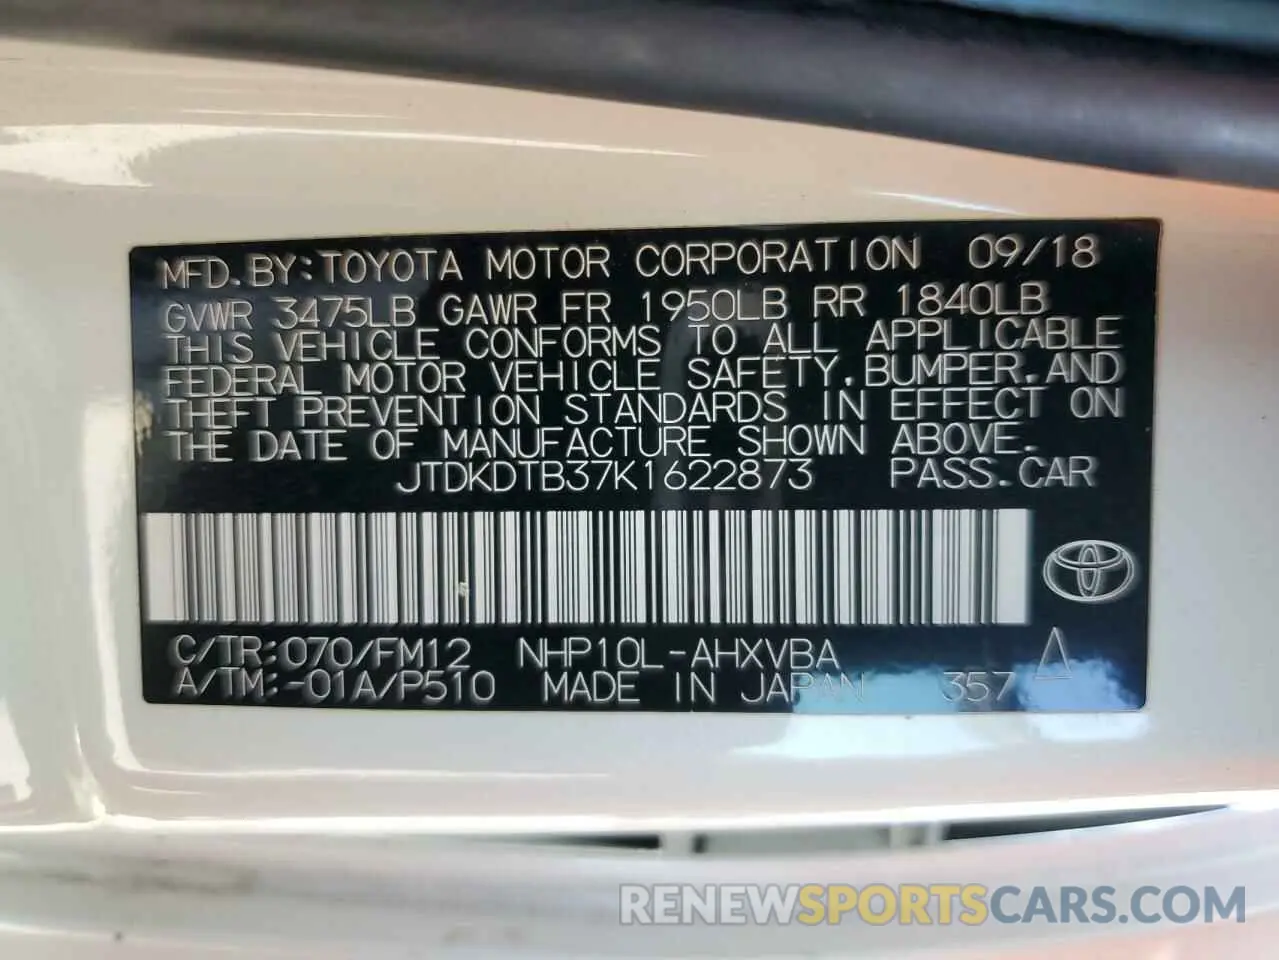 MFD.BY:TOYOTA MOTOR CORPORATION 09/18
GVWR 3475LB GAWR FR 1950LB RR 1840LB
THIS VEHICLE CONFORMS TO ALL APPLICABLE
FEDERAL MOTOR VEHICLE SAFETY,BUMPER,AND
THEFT PREVENTION STANDARDS IN EFFECT ON
THE DATE OF MANUFACTURE SHOWN ABOVE.
JTDKDTB37K1622873 PASS.CAR
C/TR:070/FM12 NHP10L-AHXVBA
A/TM:-01A/P510 MADE IN JAPAN 357
RENEWSPORTSCARS.COM